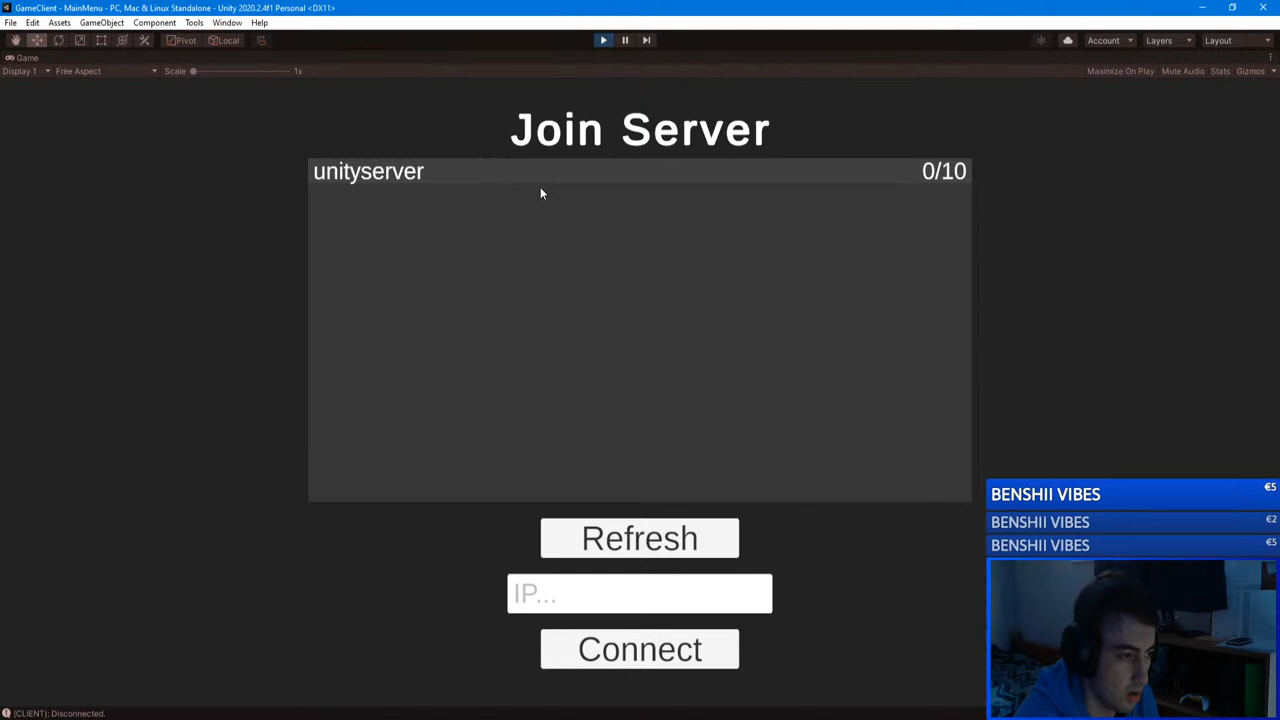 GameClient - MainMenu - PC, Mac & Linux Standalone - Unity 2020.2.4f1 Personal <DX11>
File Edit Assets GameObject Component Tools Window Help
Pivot Local Account Layers Layout
Game
Display 1 Free Aspect Scale 1x Maximize On Play Mute Audio Stats Gizmos
Join Server
unityserver 0/10
Refresh
IP...
Connect
BENSHII VIBES €5
BENSHII VIBES €2
BENSHII VIBES €5
(CLIENT): Disconnected.